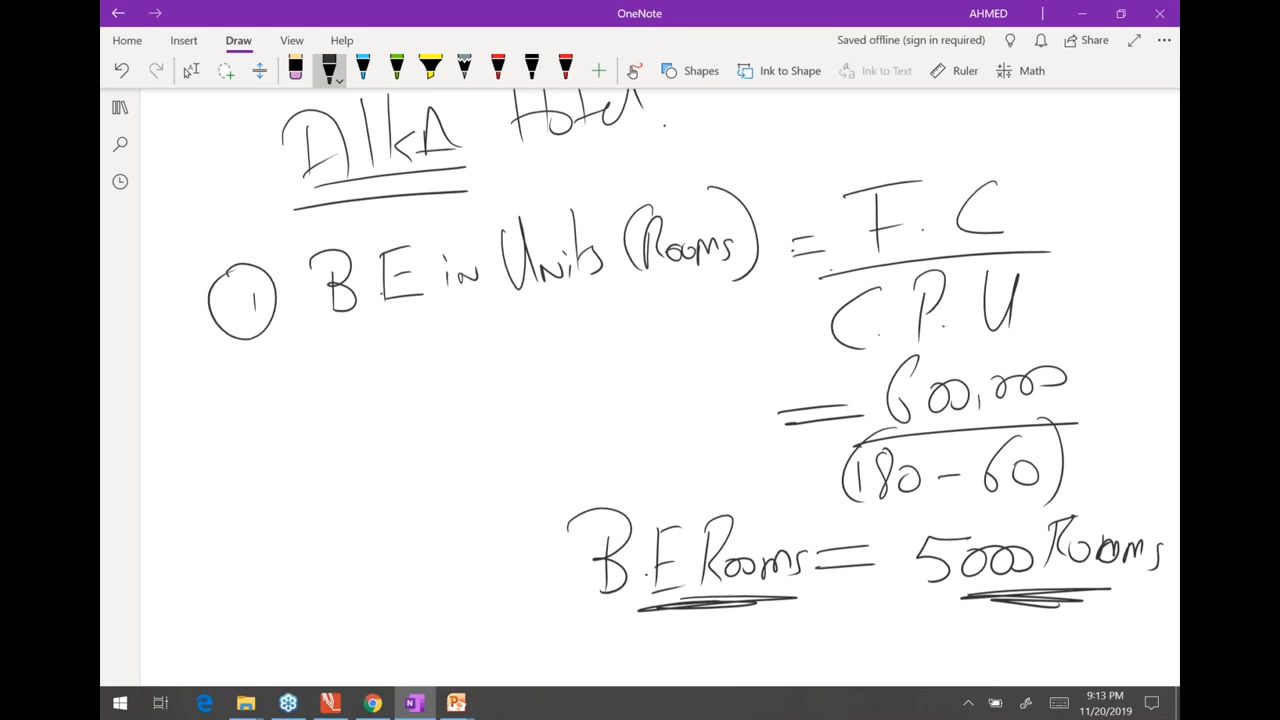 OneNote
AHMED
Home Insert Draw View Help
Saved offline (sign in required)
Share
Shapes
Ink to Shape
Ink to Text
Ruler
Math
Alka Hotel.
① B E in Units (Rooms) = F. C
C. P. U
= 600,000
(180 - 60)
B.E Rooms = 5000 Rooms
9:13 PM
11/20/2019